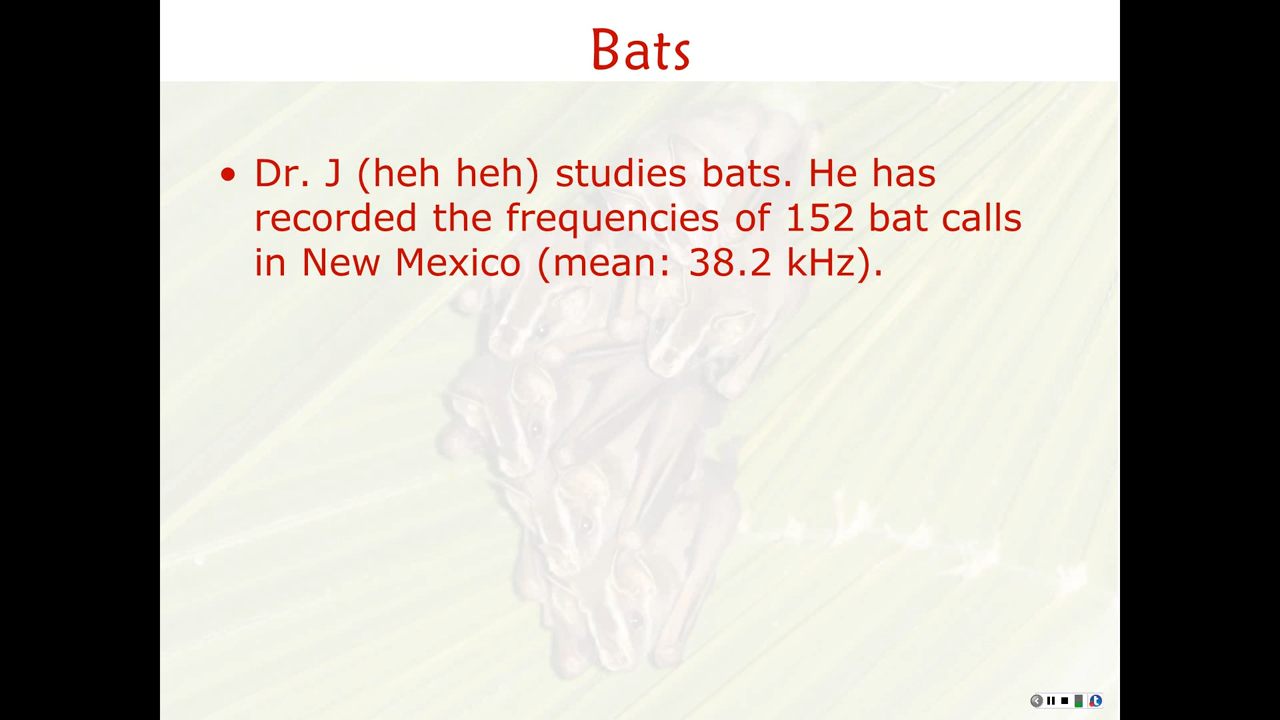 Bats
• Dr. J (heh heh) studies bats. He has
recorded the frequencies of 152 bat calls
in New Mexico (mean: 38.2 kHz).